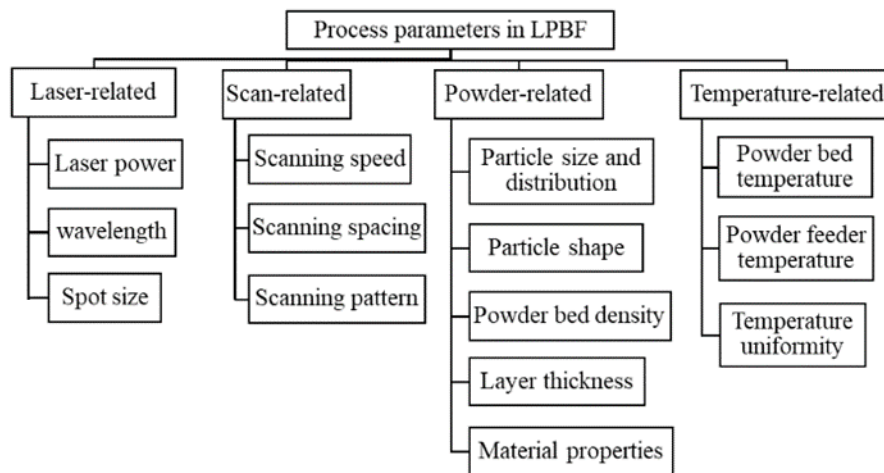 Process parameters in LPBF
Laser-related
Laser power
wavelength
Spot size
Scan-related
Scanning speed
Scanning spacing
Scanning pattern
Powder-related
Particle size and
distribution
Particle shape
Powder bed density
Layer thickness
Material properties
Temperature-related
Powder bed
temperature
Powder feeder
temperature
Temperature
uniformity